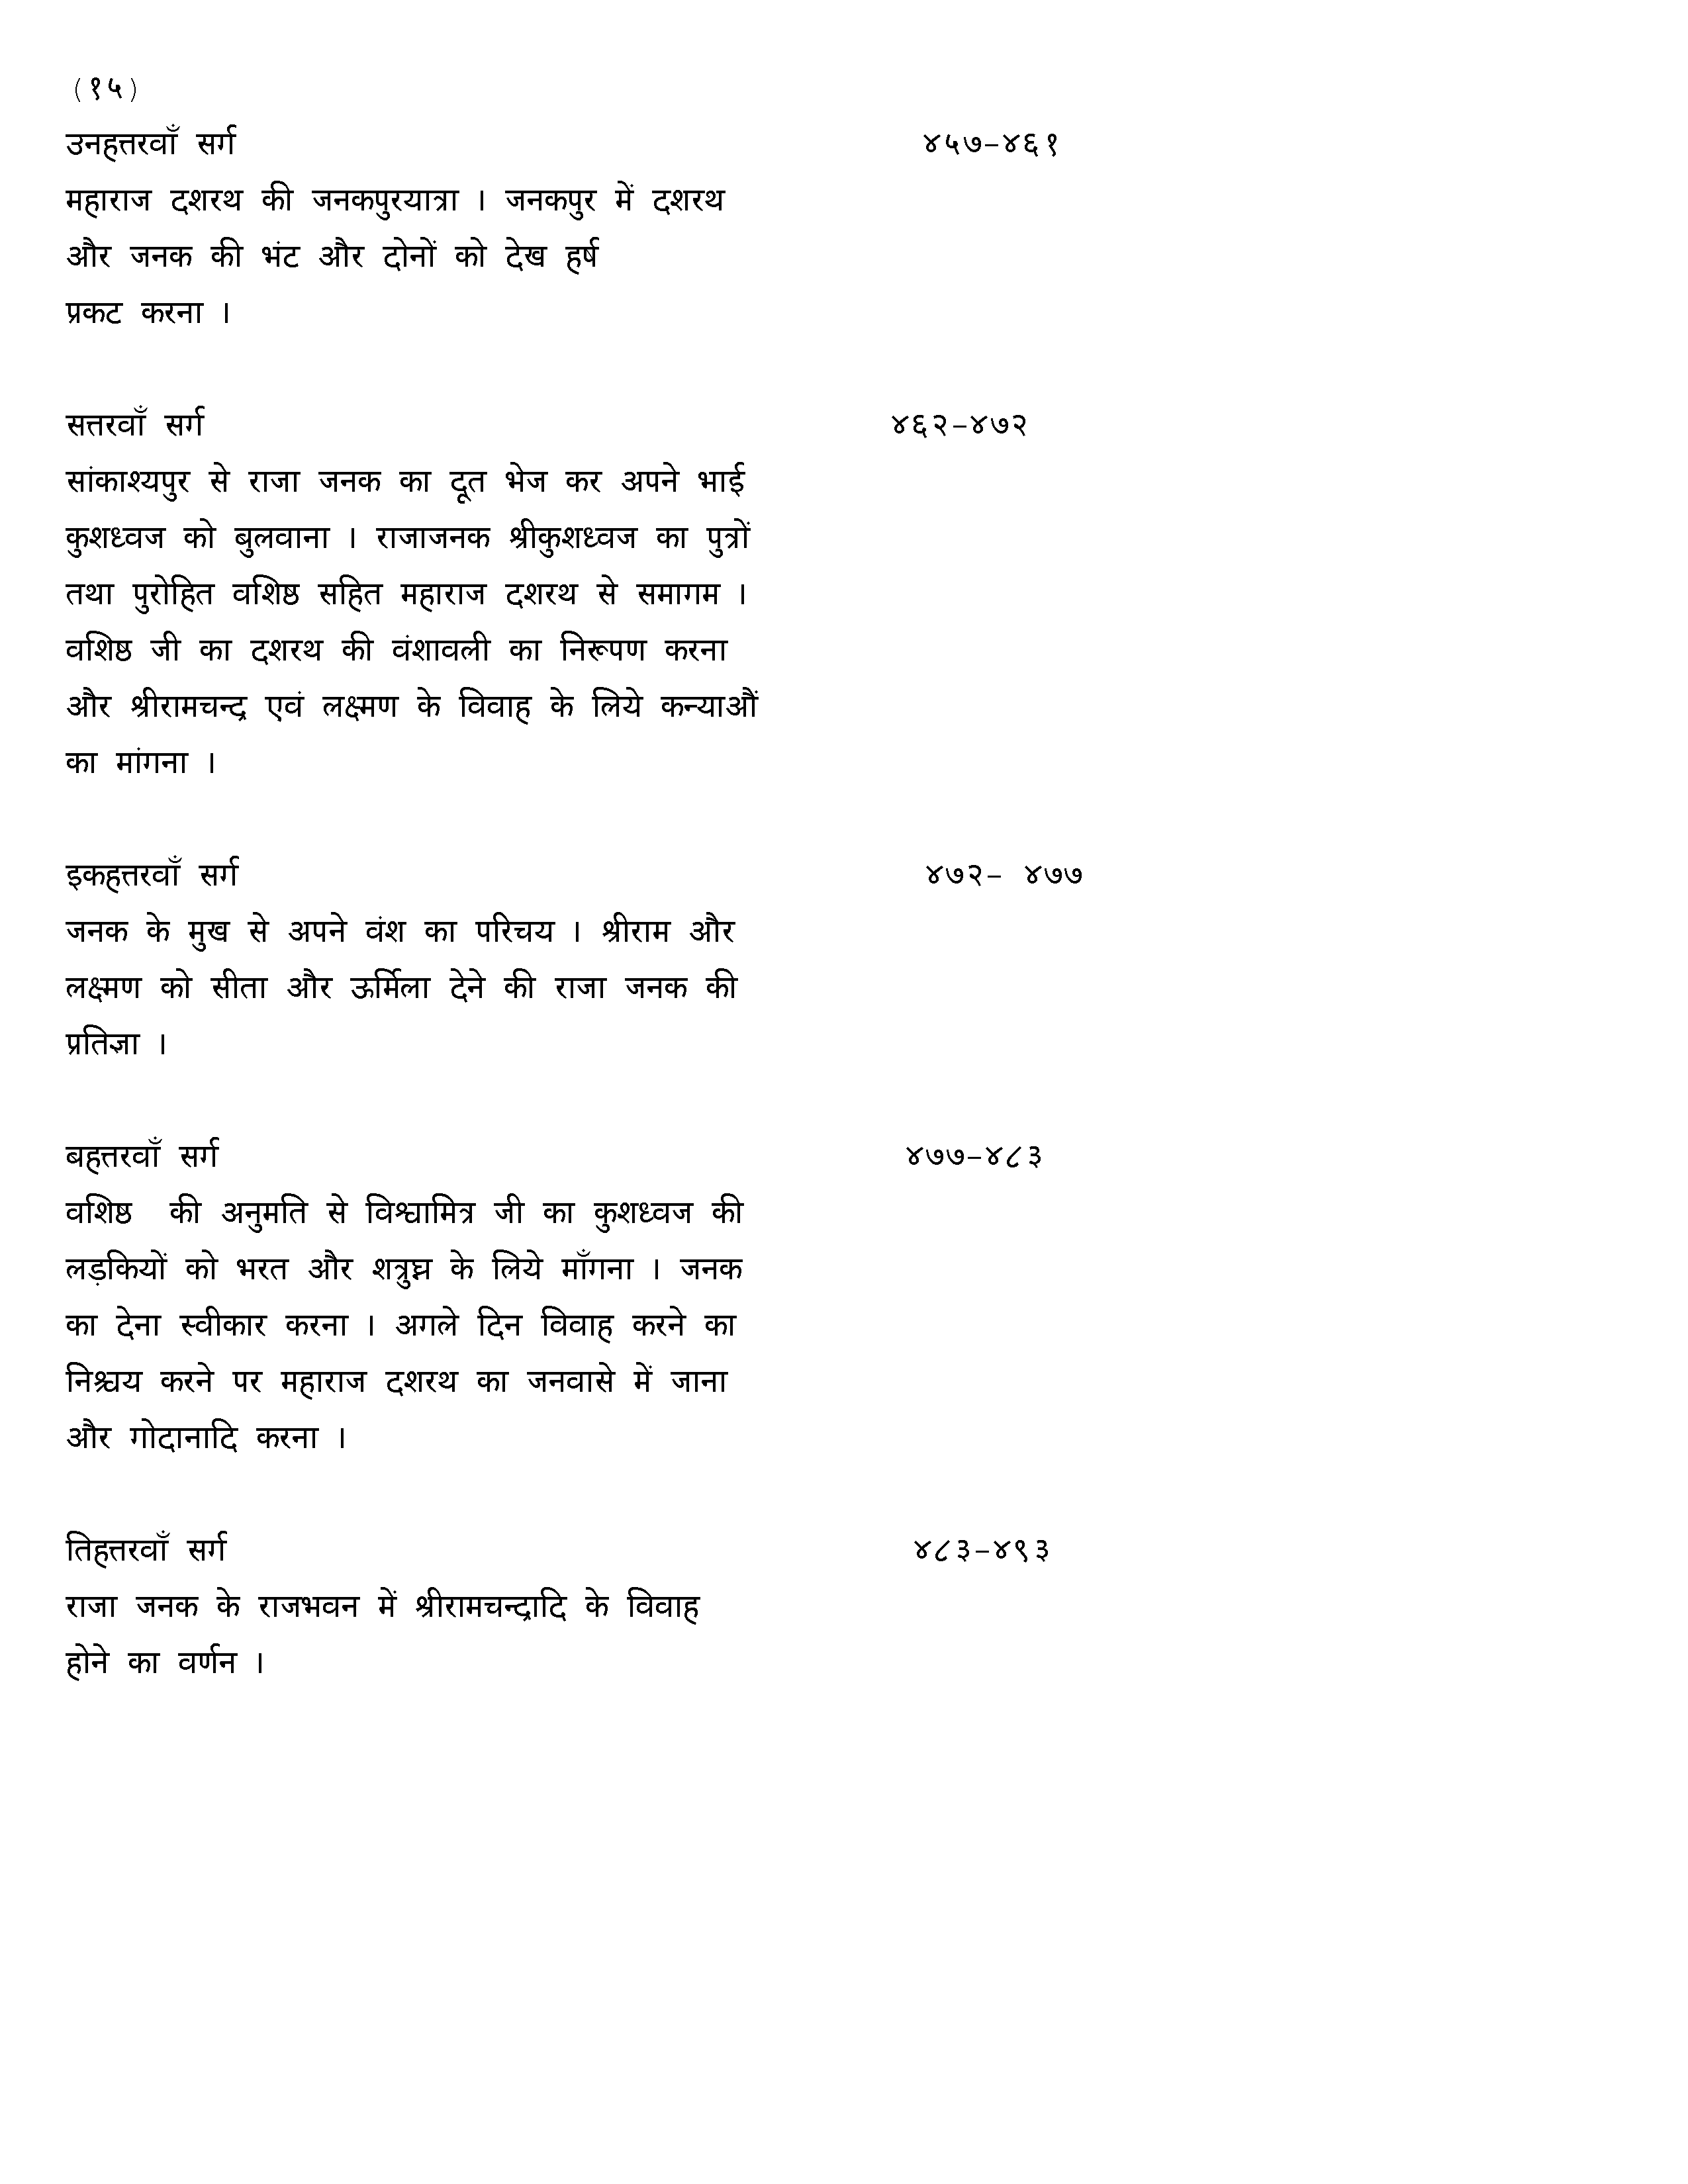 (१५)
उनहत्तरवाँ सर्ग ४५७–४६१
महाराज दशरथ की जनकपुरयात्रा । जनकपुर में दशरथ
और जनक की भंट और दोनों को देख हर्ष
प्रकट करना ।
सत्तरवाँ सर्ग ४६२–४७२
सांकाश्यपुर से राजा जनक का दूत भेज कर अपने भाई
कुशध्वज को बुलवाना । राजाजनक श्रीकुशध्वज का पुत्रों
तथा पुरोहित वशिष्ठ सहित महाराज दशरथ से समागम ।
वशिष्ठ जी का दशरथ की वंशावली का निरूपण करना
और श्रीरामचन्द्र एवं लक्ष्मण के विवाह के लिये कन्याऔं
का मांगना ।
इकहत्तरवाँ सर्ग ४७२– ४७७
जनक के मुख से अपने वंश का परिचय । श्रीराम और
लक्ष्मण को सीता और ऊर्मिला देने की राजा जनक की
प्रतिज्ञा ।
बहत्तरवाँ सर्ग ४७७–४८३
वशिष्ठ की अनुमति से विश्वामित्र जी का कुशध्वज की
लड़कियों को भरत और शत्रुघ्न के लिये माँगना । जनक
का देना स्वीकार करना । अगले दिन विवाह करने का
निश्चय करने पर महाराज दशरथ का जनवासे में जाना
और गोदानादि करना ।
तिहत्तरवाँ सर्ग ४८३–४९३
राजा जनक के राजभवन में श्रीरामचन्द्रादि के विवाह
होने का वर्णन ।